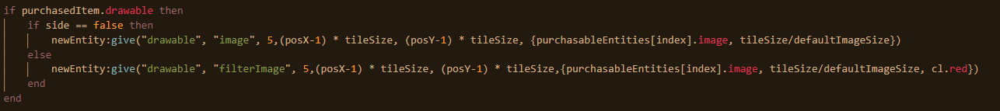 if purchasedItem.drawable then
if side == false then
newEntity:give("drawable", "image", 5,(posX-1) * tileSize, (posY-1) * tileSize, {purchasableEntities[index].image, tileSize/defaultImageSize})
else
newEntity:give("drawable", "filterImage", 5,(posX-1) * tileSize, (posY-1) * tileSize,{purchasableEntities[index].image, tileSize/defaultImageSize, cl.red})
end
end